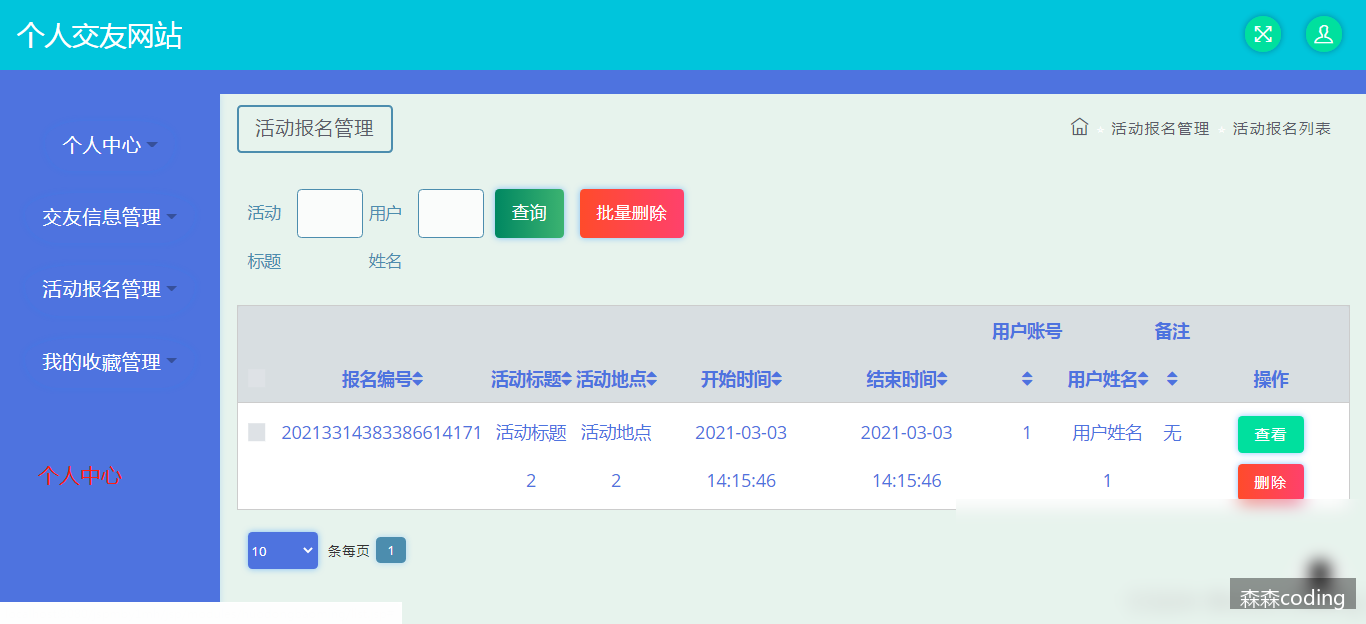 个人交友网站
个人中心
交友信息管理
活动报名管理
我的收藏管理
个人中心
活动报名管理
活动报名管理 活动报名列表
活动标题
用户姓名
查询
批量删除
报名编号 活动标题 活动地点 开始时间 结束时间 用户账号 用户姓名 备注 操作
20213314383386614171 活动标题2 活动地点2 2021-03-03 14:15:46 2021-03-03 14:15:46 1 用户姓名1 无 查看
删除
10 条每页 1
森森coding